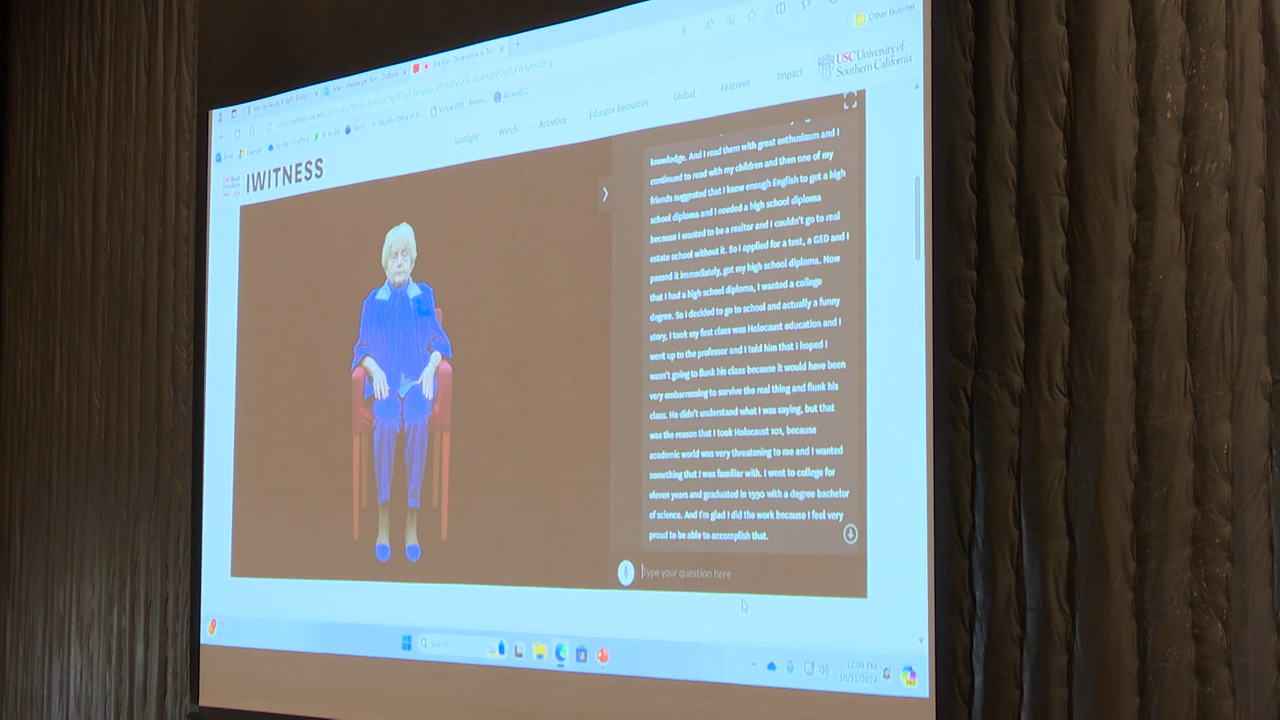 Other favorites
USC University of
Southern California
Spotlight
Watch
Activities
Educator Resources
Global
Features
Impact
IWITNESS
knowledge. And I read them with great enthusiasm and I
continued to read with my children and then one of my
friends suggested that I knew enough English to get a high
school diploma and I needed a high school diploma
because I wanted to be a realtor and I couldn't go to real
estate school without it. So I applied for a test, a GED and I
passed it immediately, got my high school diploma. Now
that I had a high school diploma, I wanted a college
degree. So I decided to go to school and actually a funny
story, I took my first class was Holocaust education and I
went up to the professor and I told him that I hoped I
wasn't going to flunk his class because it would have been
very embarrassing to survive the real thing and flunk his
class. He didn't understand what I was saying, but that
was the reason that I took Holocaust 101, because
academic world was very threatening to me and I wanted
something that I was familiar with. I went to college for
eleven years and graduated in 1990 with a degree bachelor
of science. And I'm glad I did the work because I feel very
proud to be able to accomplish that.
Type your question here
Search
12:09 PM
10/31/2024